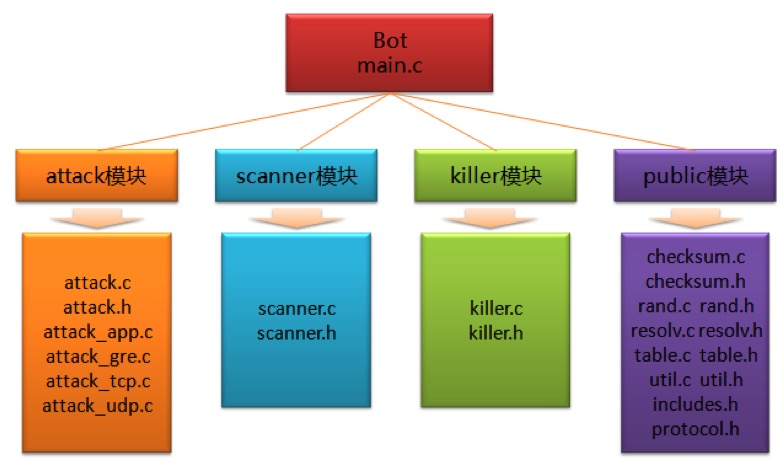 Bot
main.c
attack模块
scanner模块
killer模块
public模块
attack.c
attack.h
attack_app.c
attack_gre.c
attack_tcp.c
attack_udp.c
scanner.c
scanner.h
killer.c
killer.h
checksum.c
checksum.h
rand.c rand.h
resolv.c resolv.h
table.c table.h
util.c util.h
includes.h
protocol.h